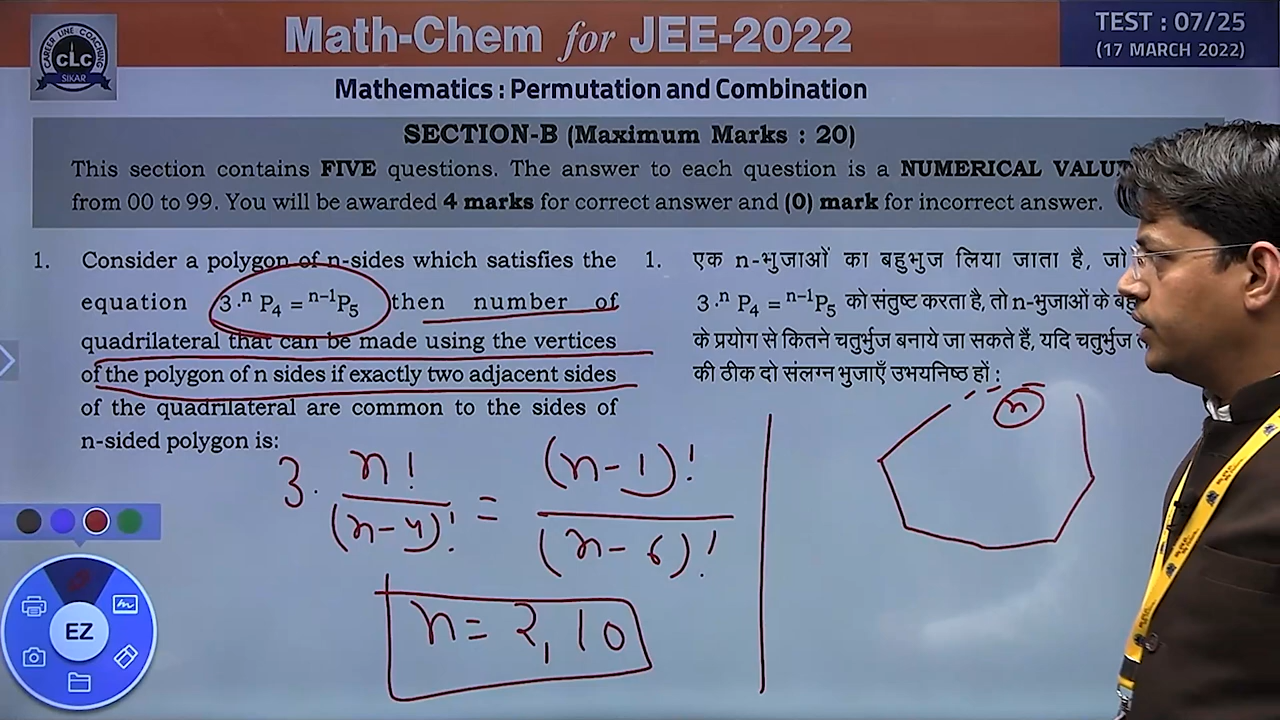 CAREER LINE COACHING
CLC
SIKAR
Math-Chem for JEE-2022
TEST : 07/25
(17 MARCH 2022)
Mathematics : Permutation and Combination
SECTION-B (Maximum Marks : 20)
This section contains FIVE questions. The answer to each question is a NUMERICAL VALU
from 00 to 99. You will be awarded 4 marks for correct answer and (0) mark for incorrect answer.
1. Consider a polygon of n-sides which satisfies the
equation 3.ⁿP₄ = ⁿ⁻¹P₅ then number of
quadrilateral that can be made using the vertices
of the polygon of n sides if exactly two adjacent sides
of the quadrilateral are common to the sides of
n-sided polygon is:
1. एक n-भुजाओं का बहुभुज लिया जाता है, जो
3.ⁿP₄ = ⁿ⁻¹P₅ को संतुष्ट करता है, तो n-भुजाओं के
के प्रयोग से कितने चतुर्भुज बनाये जा सकते हैं, यदि चतुर्भुज
की ठीक दो संलग्न भुजाएँ उभयनिष्ठ हों :
n
3. n!/(n-4)! = (n-1)!/(n-6)!
n = 2, 10
EZ